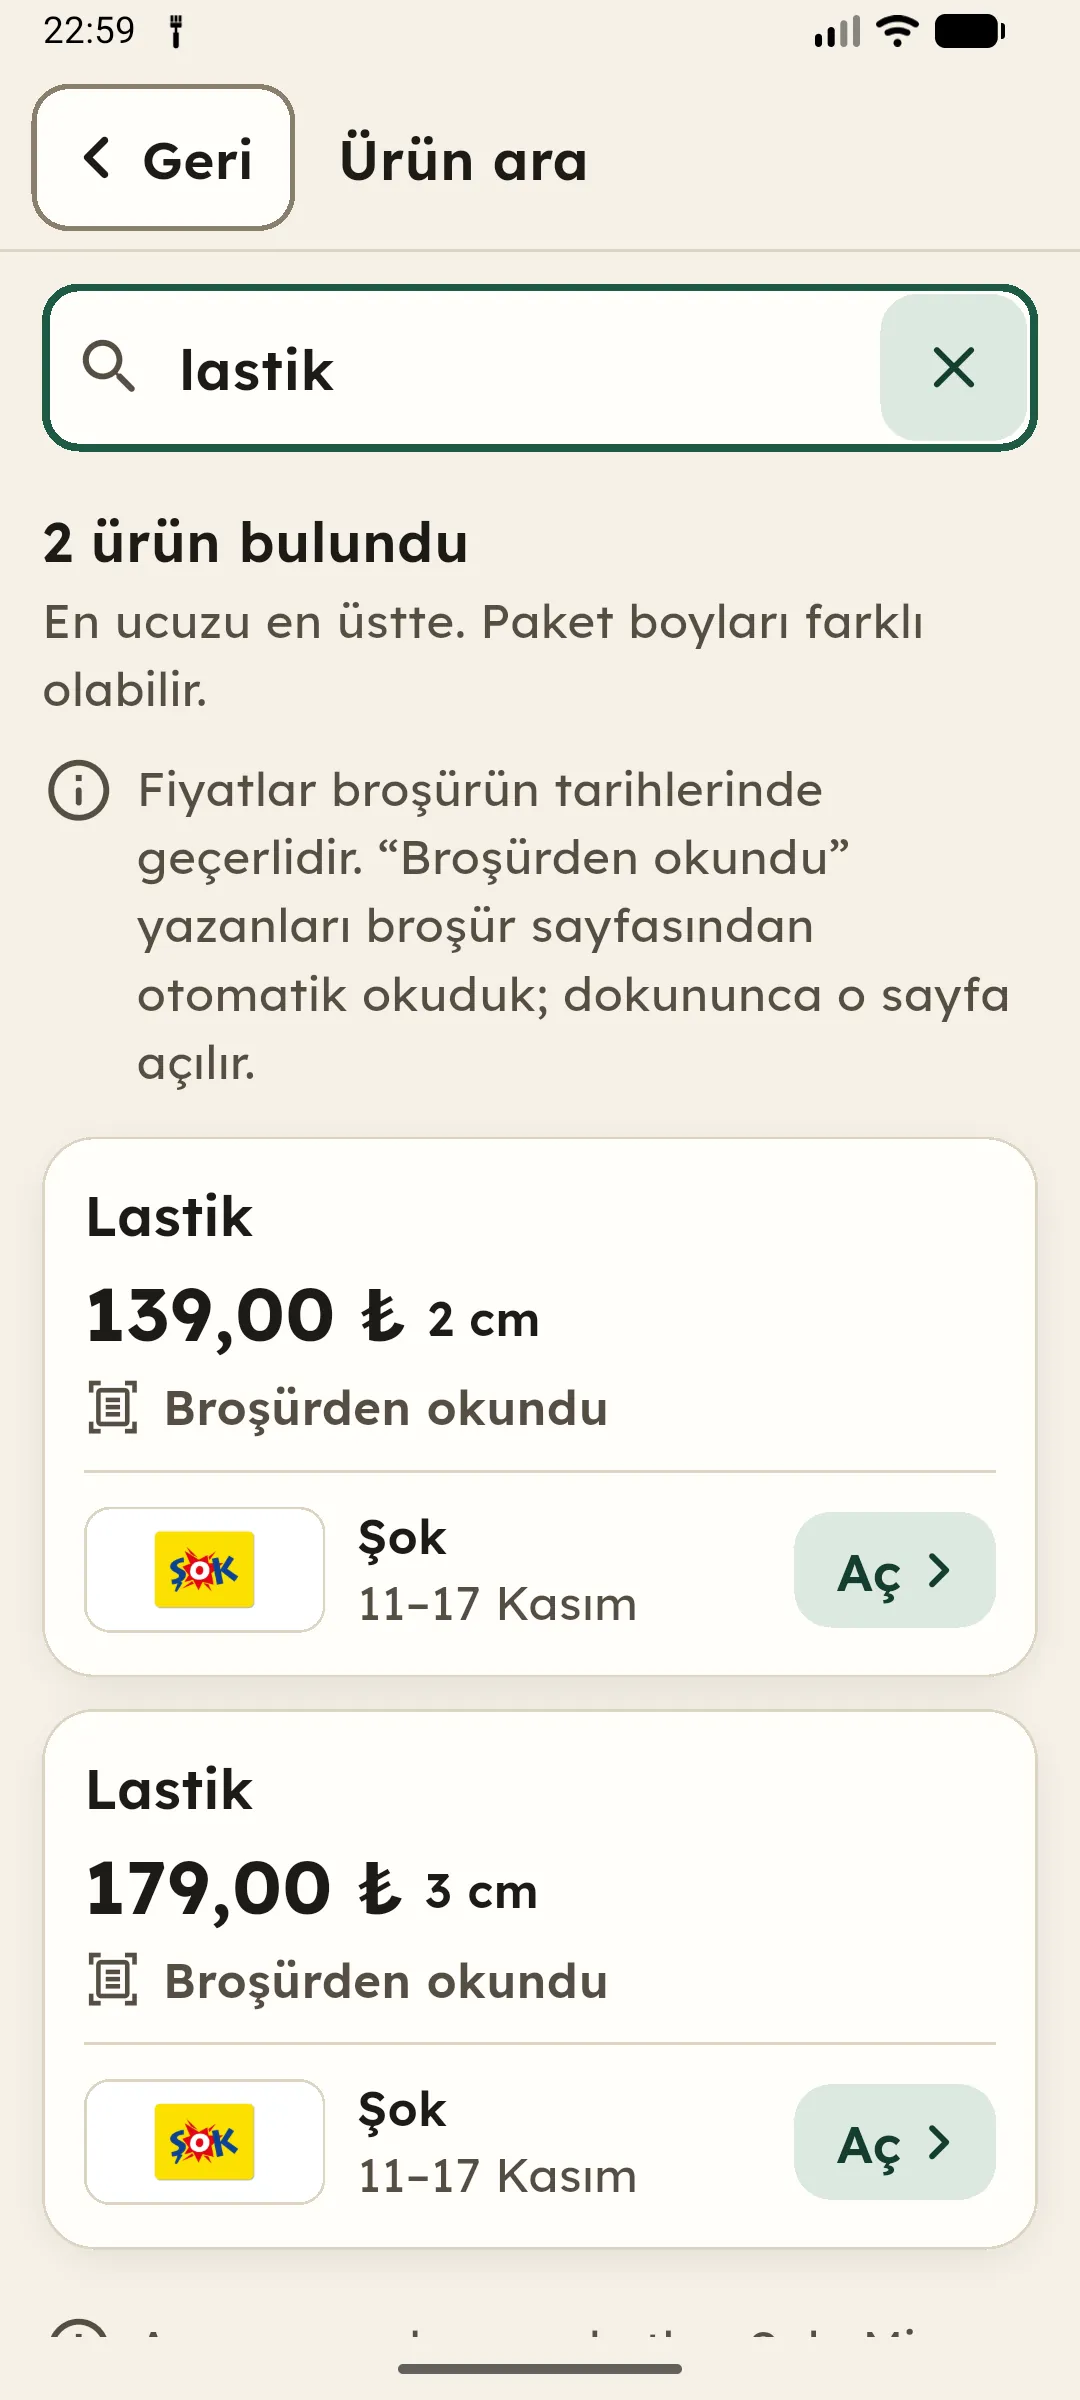 22:59
Geri
Ürün ara
lastik
2 ürün bulundu
En ucuzu en üstte. Paket boyları farklı
olabilir.
Fiyatlar broşürün tarihlerinde
geçerlidir. “Broşürden okundu”
yazanları broşür sayfasından
otomatik okuduk; dokununca o sayfa
açılır.
Lastik
139,00 ₺ 2 cm
Broşürden okundu
ŞOK
Şok
11–17 Kasım
Aç
Lastik
179,00 ₺ 3 cm
Broşürden okundu
ŞOK
Şok
11–17 Kasım
Aç